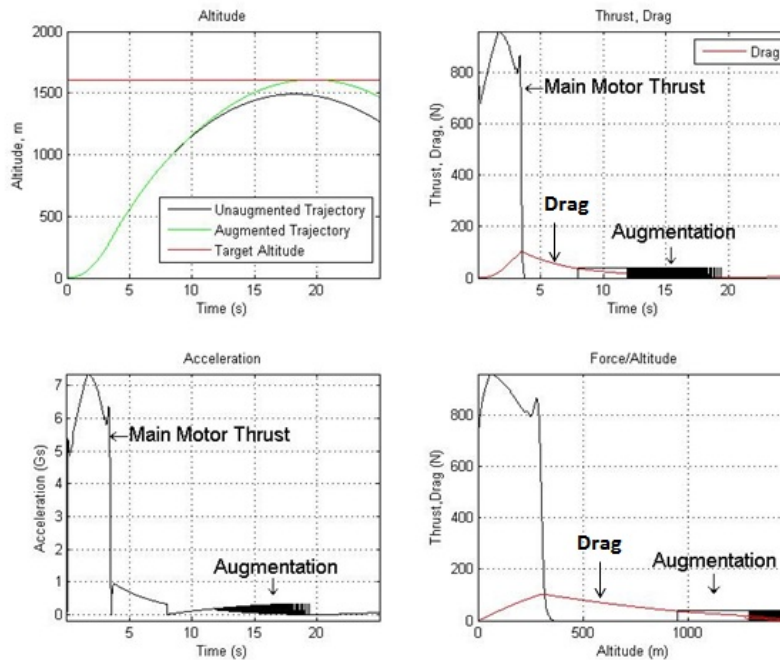 Altitude
2000
1500
1000
500
0
0
5
10
15
20
Altitude, m
Time (s)
Unaugmented Trajectory
Augmented Trajectory
Target Altitude
Thrust, Drag
800
600
400
200
0
5
10
15
20
Thrust, Drag, (N)
Time (s)
Drag
Main Motor Thrust
Drag
Augmentation
Acceleration
7
6
5
4
3
2
1
0
5
10
15
20
Acceleration (Gs)
Time (s)
Main Motor Thrust
Augmentation
Force/Altitude
800
600
400
200
0
0
500
1000
Thrust,Drag (N)
Altitude (m)
Drag
Augmentation